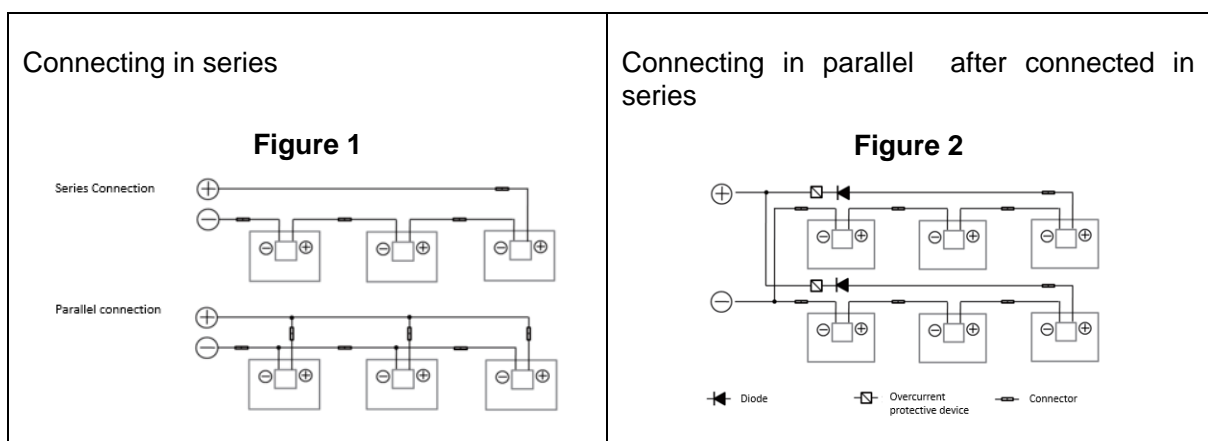 Connecting in series
Figure 1
Series Connection
Parallel connection
Connecting in parallel after connected in
series
Figure 2
Diode
Overcurrent
protective device
Connector